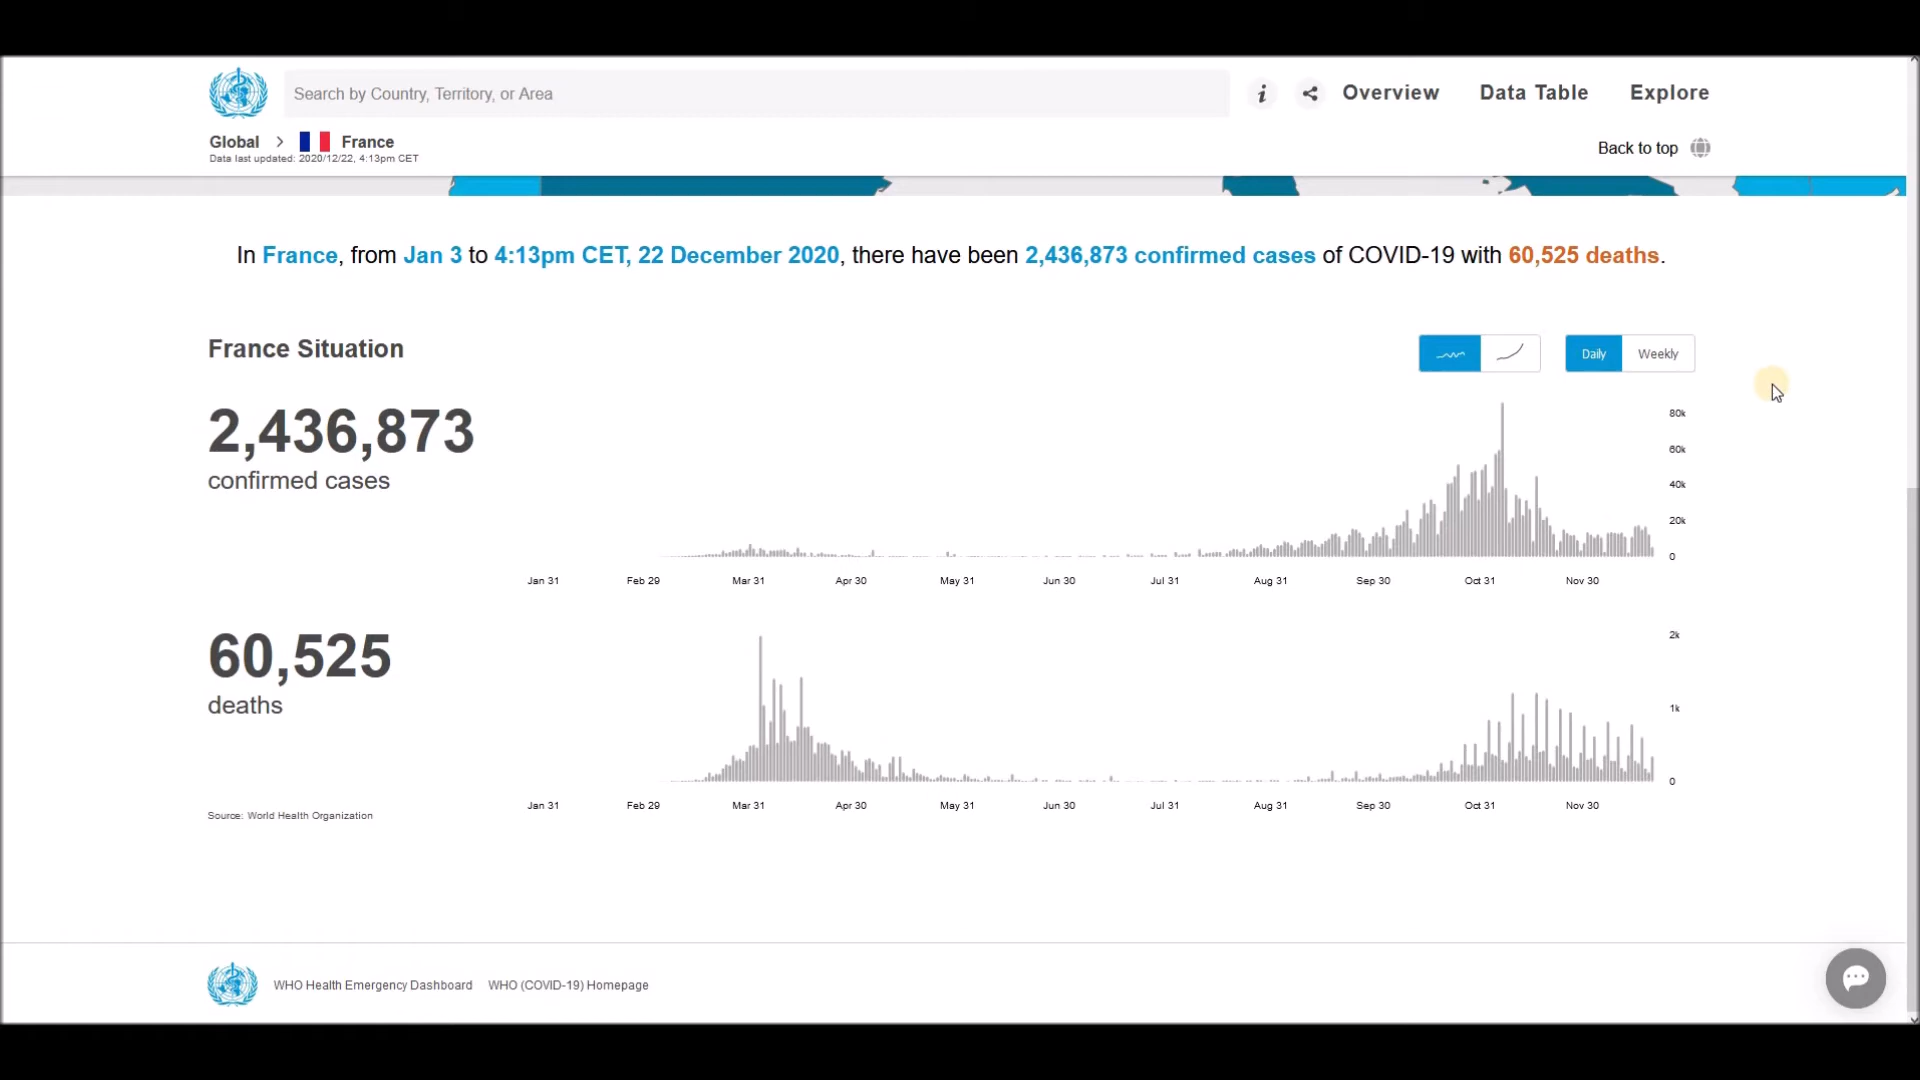 Search by Country, Territory, or Area
i
Overview
Data Table
Explore
Global > France
Back to top
Data last updated: 2020/12/22, 4:13pm CET
In France, from Jan 3 to 4:13pm CET, 22 December 2020, there have been 2,436,873 confirmed cases of COVID-19 with 60,525 deaths.
France Situation
Daily
Weekly
2,436,873
confirmed cases
80k
60k
40k
20k
0
Jan 31 Feb 29 Mar 31 Apr 30 May 31 Jun 30 Jul 31 Aug 31 Sep 30 Oct 31 Nov 30
60,525
deaths
2k
1k
0
Jan 31 Feb 29 Mar 31 Apr 30 May 31 Jun 30 Jul 31 Aug 31 Sep 30 Oct 31 Nov 30
Source: World Health Organization
WHO Health Emergency Dashboard
WHO (COVID-19) Homepage